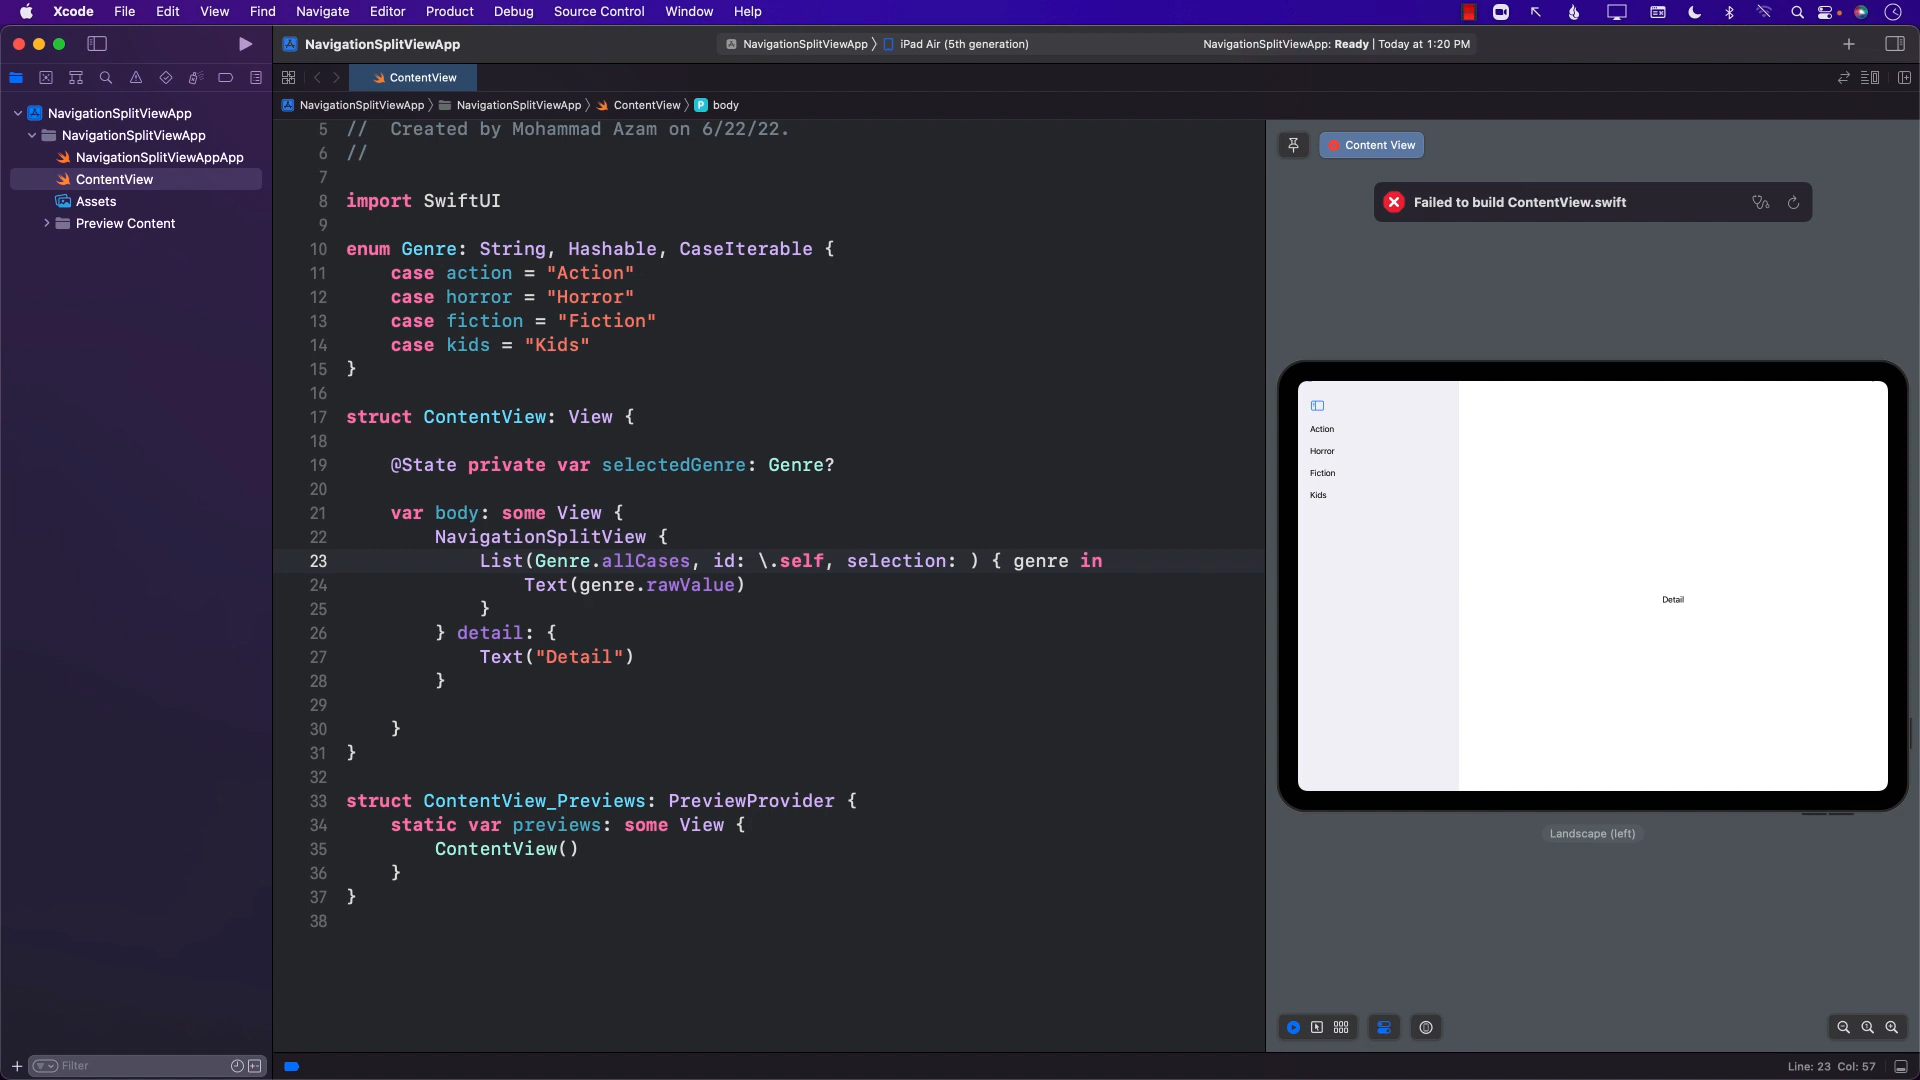 Xcode File Edit View Find Navigate Editor Product Debug Source Control Window Help
NavigationSplitViewApp
NavigationSplitViewApp 〉 iPad Air (5th generation)
NavigationSplitViewApp: Ready | Today at 1:20 PM
ContentView
NavigationSplitViewApp 〉 NavigationSplitViewApp 〉 ContentView 〉 P body
NavigationSplitViewApp
NavigationSplitViewApp
NavigationSplitViewAppApp
ContentView
Assets
Preview Content
5 //  Created by Mohammad Azam on 6/22/22.
6 //
7
8 import SwiftUI
9
10 enum Genre: String, Hashable, CaseIterable {
11     case action = "Action"
12     case horror = "Horror"
13     case fiction = "Fiction"
14     case kids = "Kids"
15 }
16
17 struct ContentView: View {
18
19     @State private var selectedGenre: Genre?
20
21     var body: some View {
22         NavigationSplitView {
23             List(Genre.allCases, id: \.self, selection: ) { genre in
24                 Text(genre.rawValue)
25             }
26         } detail: {
27             Text("Detail")
28         }
29
30     }
31 }
32
33 struct ContentView_Previews: PreviewProvider {
34     static var previews: some View {
35         ContentView()
36     }
37 }
38
Content View
Failed to build ContentView.swift
Action
Horror
Fiction
Kids
Detail
Landscape (left)
Filter
Line: 23 Col: 57